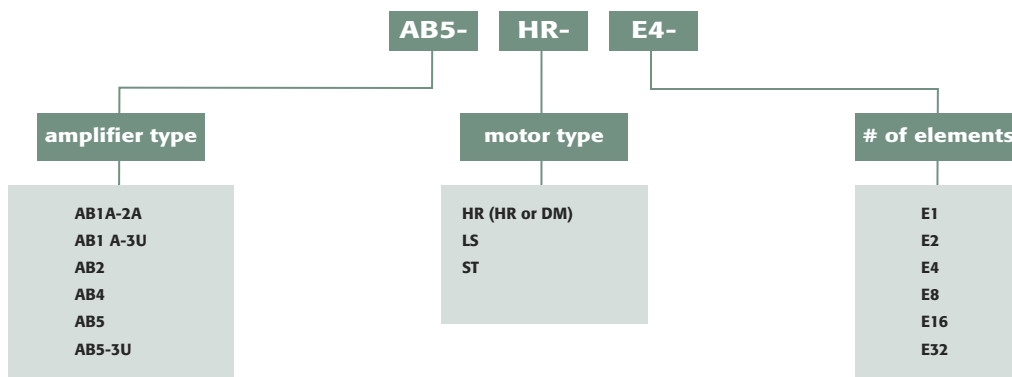 AB5- HR- E4-
amplifier type motor type # of elements
AB1A-2A
AB1 A-3U
AB2
AB4
AB5
AB5-3U
HR (HR or DM)
LS
ST
E1
E2
E4
E8
E16
E32